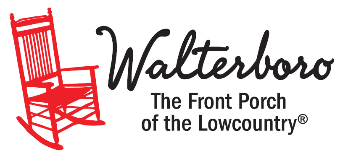 Walterboro
The Front Porch
of the Lowcountry®